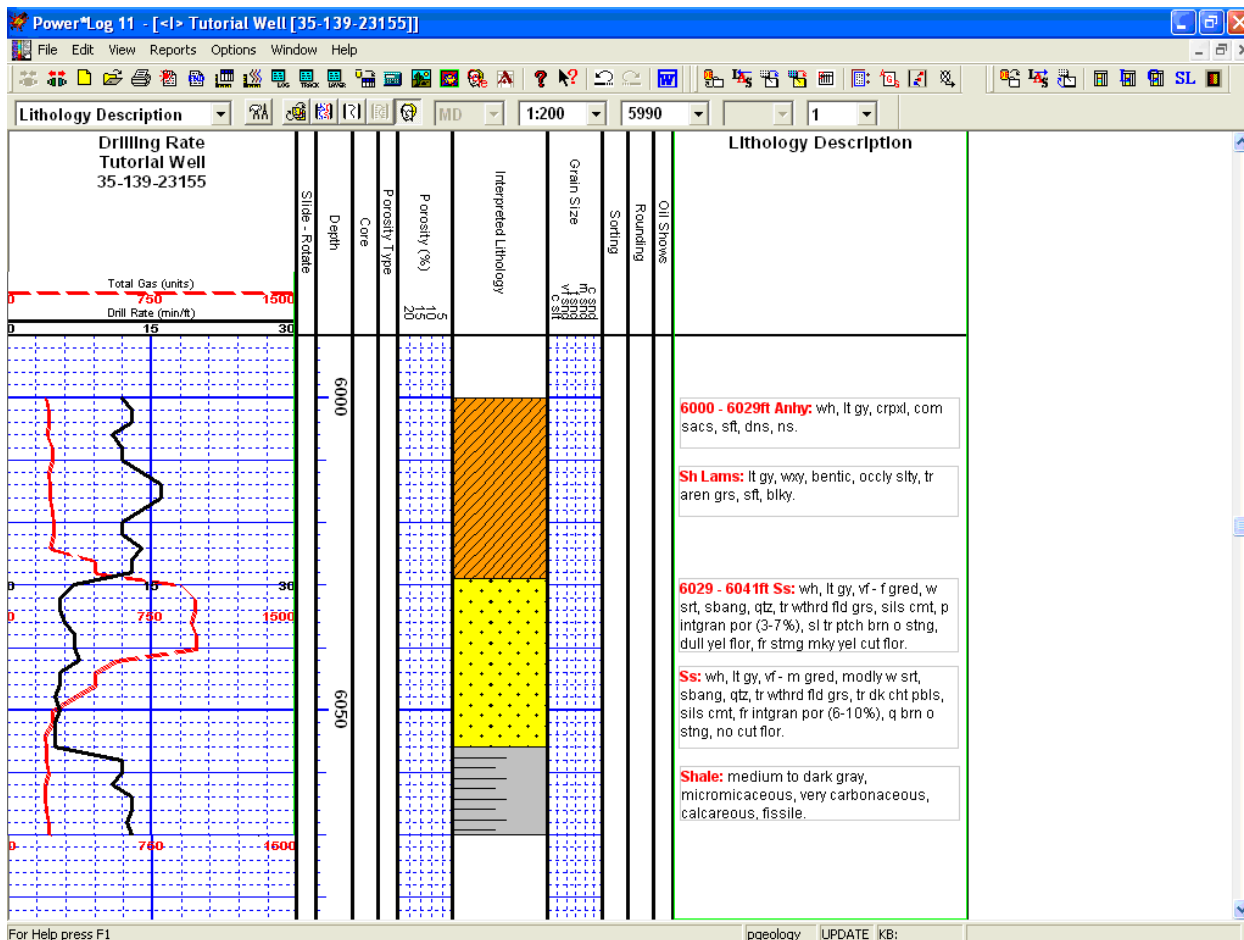 Power*Log 11 - [<I> Tutorial Well [35-139-23155]]
File Edit View Reports Options Window Help
LOG TRACK LAYER W SL
Lithology Description MD 1:200 5990 1
Drilling Rate
Tutorial Well
35-139-23155
Total Gas (units)
0 750 1500
Drill Rate (min/ft)
0 15 30
Slide - Rotate
Depth
Core
Porosity Type
Porosity (%)
5
10
15
20
Interpreted Lithology
Grain Size
c snd
m snd
f snd
vf snd
c slt
Sorting
Rounding
Oil Shows
Lithology Description
6000
6000 - 6029ft Anhy: wh, lt gy, crpxl, com
sacs, sft, dns, ns.
Sh Lams: lt gy, wxy, bentic, occly slty, tr
aren grs, sft, blky.
0 15 30
0 750 1500
6029 - 6041ft Ss: wh, lt gy, vf - f gred, w
srt, sbang, qtz, tr wthrd fld grs, sils cmt, p
intgran por (3-7%), sl tr ptch brn o stng,
dull yel flor, fr stmg mky yel cut flor.
6050
Ss: wh, lt gy, vf - m gred, modly w srt,
sbang, qtz, tr wthrd fld grs, tr dk cht pbls,
sils cmt, fr intgran por (6-10%), q brn o
stng, no cut flor.
Shale: medium to dark gray,
micromicaceous, very carbonaceous,
calcareous, fissile.
0 750 1500
For Help press F1 pgeology UPDATE KB: